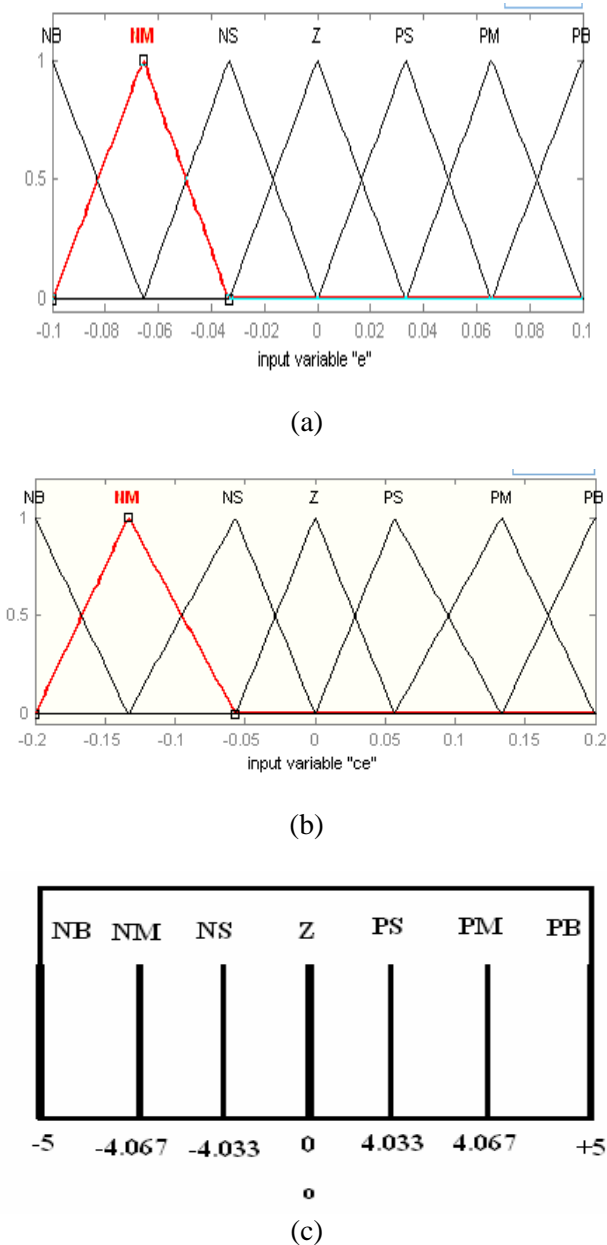 NB NM NS Z PS PM PB
1
0.5
0
-0.1 -0.08 -0.06 -0.04 -0.02 0 0.02 0.04 0.06 0.08 0.1
input variable "e"
(a)
NB NM NS Z PS PM PB
1
0.5
0
-0.2 -0.15 -0.1 -0.05 0 0.05 0.1 0.15 0.2
input variable "ce"
(b)
NB NM NS Z PS PM PB
-5 -4.067 -4.033 0 4.033 4.067 +5
o
(c)